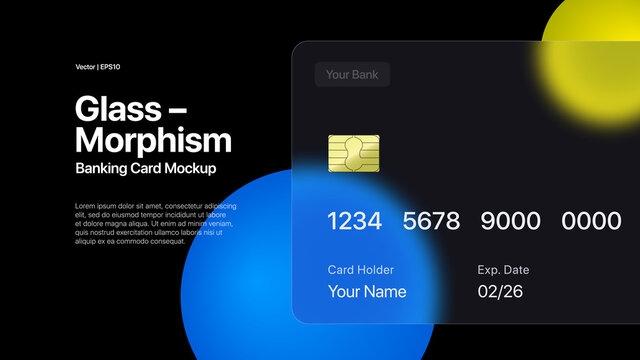 Vector | EPS10
Glass –
Morphism
Banking Card Mockup
Lorem ipsum dolor sit amet, consectetur adipiscing
elit, sed do eiusmod tempor incididunt ut labore
et dolore magna aliqua. Ut enim ad minim veniam,
quis nostrud exercitation ullamco laboris nisi ut
aliquip ex ea commodo consequat.
Your Bank
1234 5678 9000 0000
Card Holder Exp. Date
Your Name 02/26